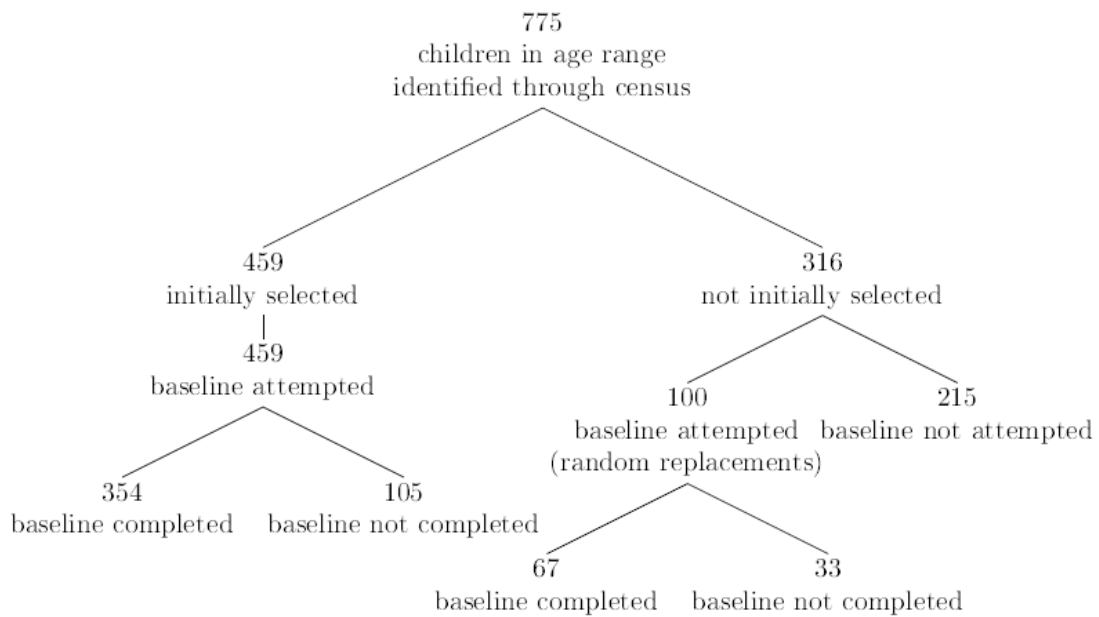 775
children in age range
identified through census
459
initially selected
316
not initially selected
459
baseline attempted
100
baseline attempted
(random replacements)
215
baseline not attempted
354
baseline completed
105
baseline not completed
67
baseline completed
33
baseline not completed